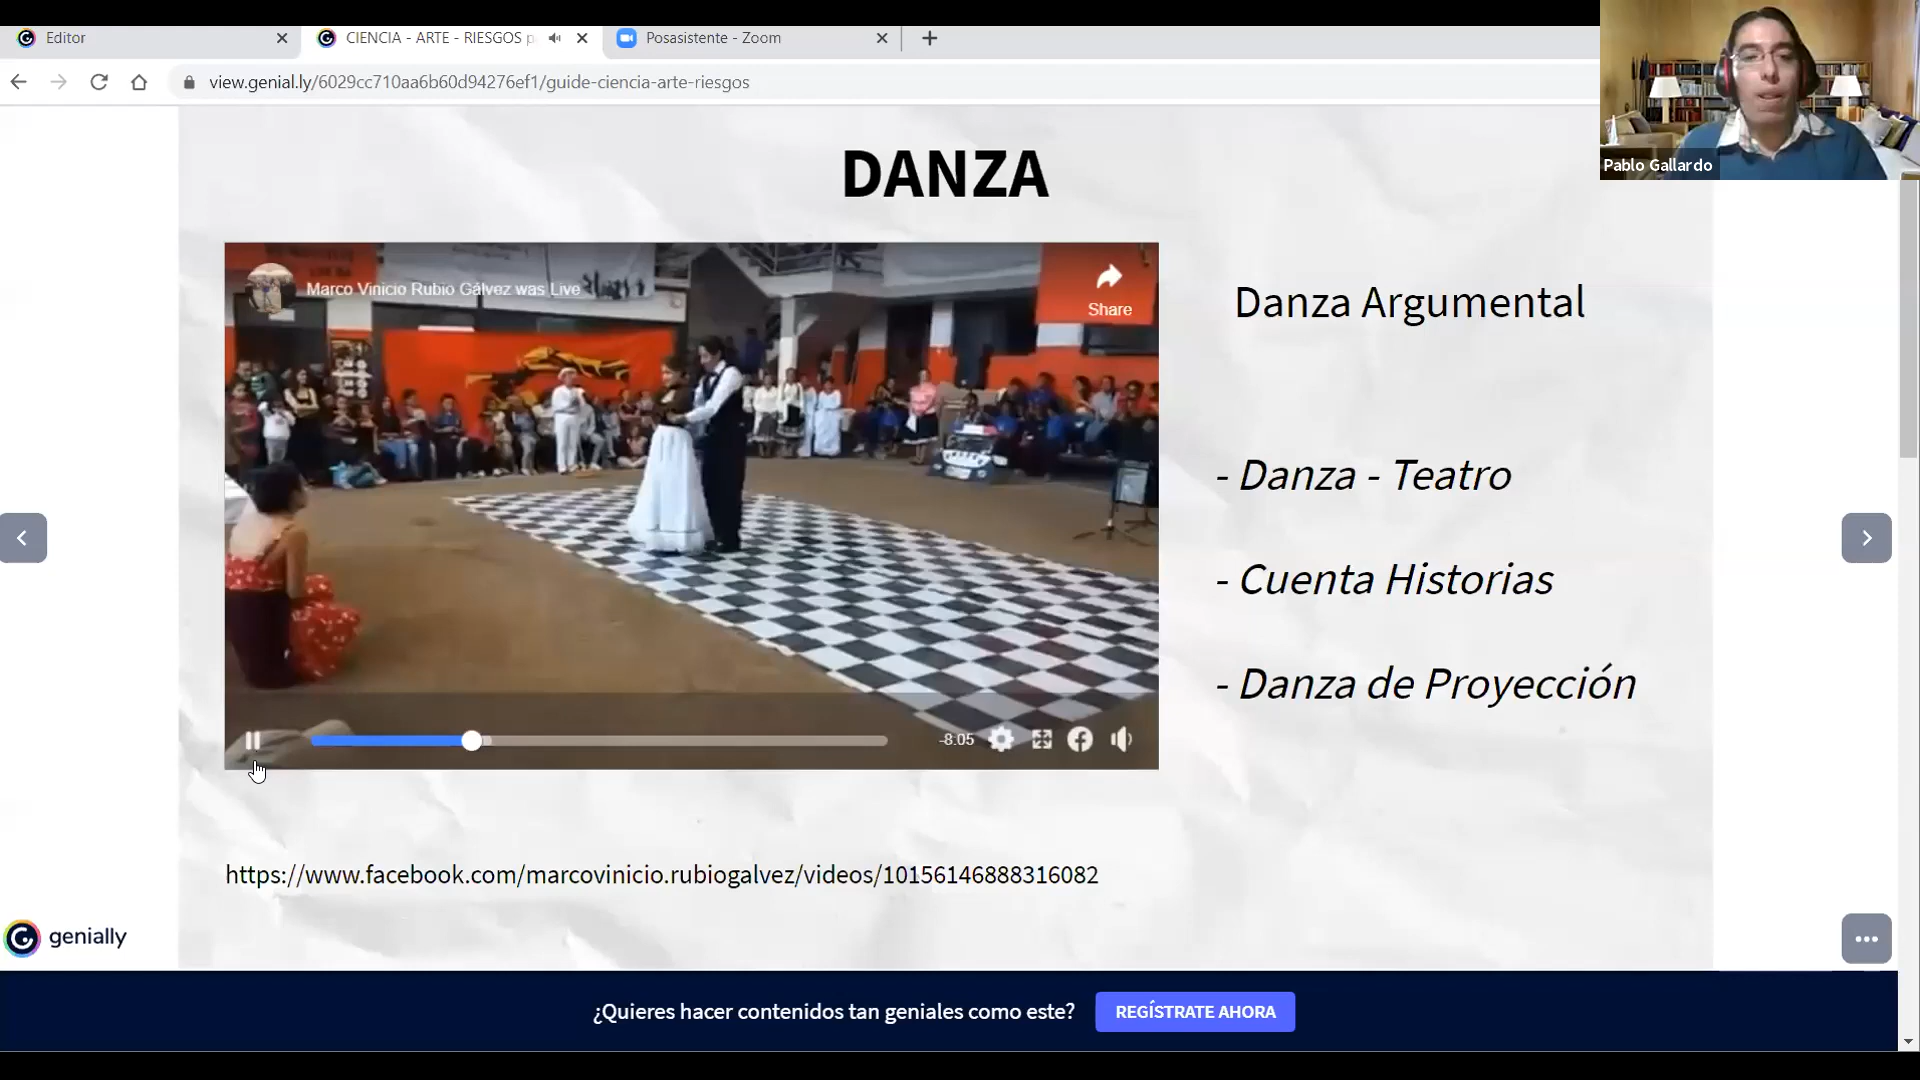 Editor
CIENCIA - ARTE - RIESGOS
Posasistente - Zoom
view.genial.ly/6029cc710aa6b60d94276ef1/guide-ciencia-arte-riesgos
Pablo Gallardo
DANZA
Marco Vinicio Rubio Gálvez was Live
Share
Danza Argumental
- Danza - Teatro
- Cuenta Historias
- Danza de Proyección
-8:05
https://www.facebook.com/marcovinicio.rubiogalvez/videos/10156146888316082
genially
¿Quieres hacer contenidos tan geniales como este?
REGÍSTRATE AHORA